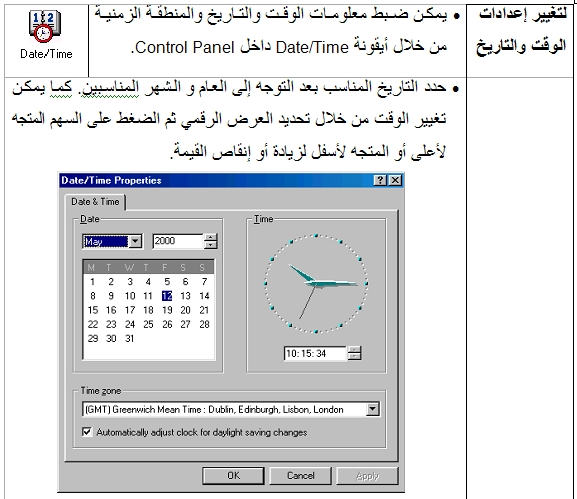 لتغيير إعدادات
الوقت والتاريخ
• يمكن ضبط معلومات الوقت والتاريخ والمنطقة الزمنية
من خلال أيقونة Date/Time داخل Control Panel.
Date/Time
• حدد التاريخ المناسب بعد التوجه إلى العام و الشهر المناسبين. كما يمكن
تغيير الوقت من خلال تحديد العرض الرقمي ثم الضغط على السهم المتجه
لأعلى أو المتجه لأسفل لزيادة أو إنقاص القيمة.
Date/Time Properties
Date & Time
Date
May 2000
M T W T F S S
1 2 3 4 5 6 7
8 9 10 11 12 13 14
15 16 17 18 19 20 21
22 23 24 25 26 27 28
29 30 31
Time
10:15:34
Time zone
(GMT) Greenwich Mean Time : Dublin, Edinburgh, Lisbon, London
Automatically adjust clock for daylight saving changes
OK Cancel Apply